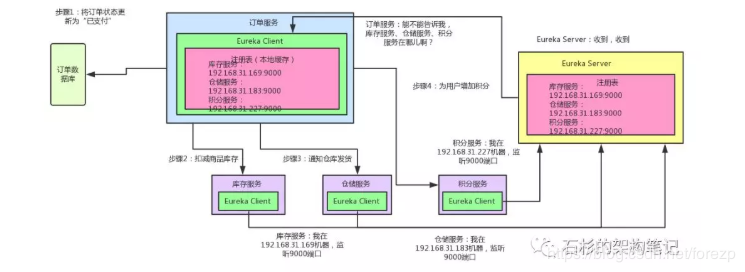 步骤1：将订单状态更
新为“已支付”
订单数
据库
订单服务
Eureka Client
注册表（本地缓存）
库存服务：
192.168.31.169:9000
仓储服务：
192.168.31.183:9000
积分服务：
192.168.31.227:9000
订单服务：能不能告诉我，
库存服务、仓储服务、积分
服务在哪儿啊？
Eureka Server：收到，收到
Eureka Server
注册表
库存服务：
192.168.31.169:9000
仓储服务：
192.168.31.183:9000
积分服务：
192.168.31.227:9000
步骤4：为用户增加积分
步骤2：扣减商品库存
步骤3：通知仓库发货
积分服务：我在
192.168.31.227机器，监
听9000端口
库存服务
Eureka Client
仓储服务
Eureka Client
积分服务
Eureka Client
库存服务：我在
192.168.31.169机器，监听
9000端口
仓储服务：我在
192.168.31.183机器，监听
9000端口
石杉的架构笔记
https://blog.csdn.net/forezp